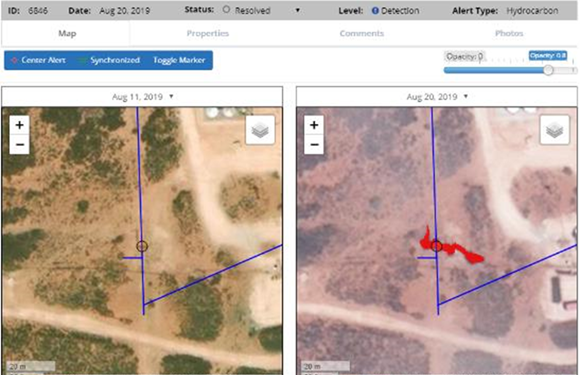 ID: 6846 Date: Aug 20, 2019 Status: Resolved Level: Detection Alert Type: Hydrocarbon
Map Properties Comments Photos
Center Alert Synchronized Toggle Marker Opacity: 0 Opacity: 0.8
Aug 11, 2019 Aug 20, 2019
+ +
− −
20 m 20 m